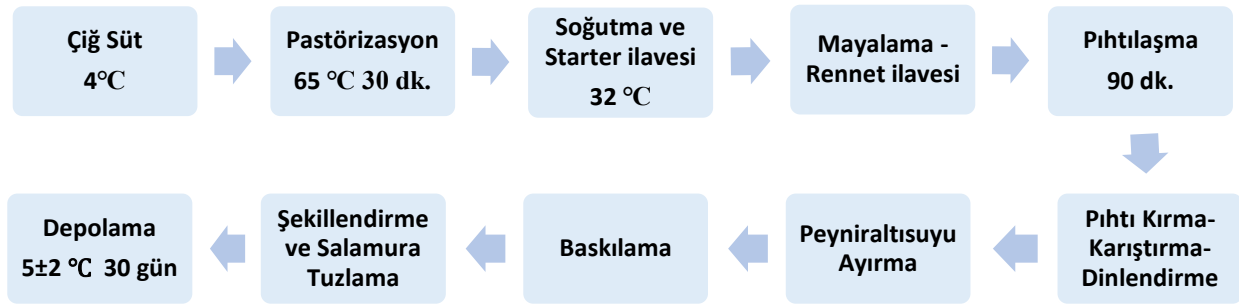 Çiğ Süt
4℃
Pastörizasyon
65 ℃ 30 dk.
Soğutma ve
Starter ilavesi
32 ℃
Mayalama -
Rennet ilavesi
Pıhtılaşma
90 dk.
Pıhtı Kırma-
Karıştırma-
Dinlendirme
Peyniraltısuyu
Ayırma
Baskılama
Şekillendirme
ve Salamura
Tuzlama
Depolama
5±2 ℃ 30 gün